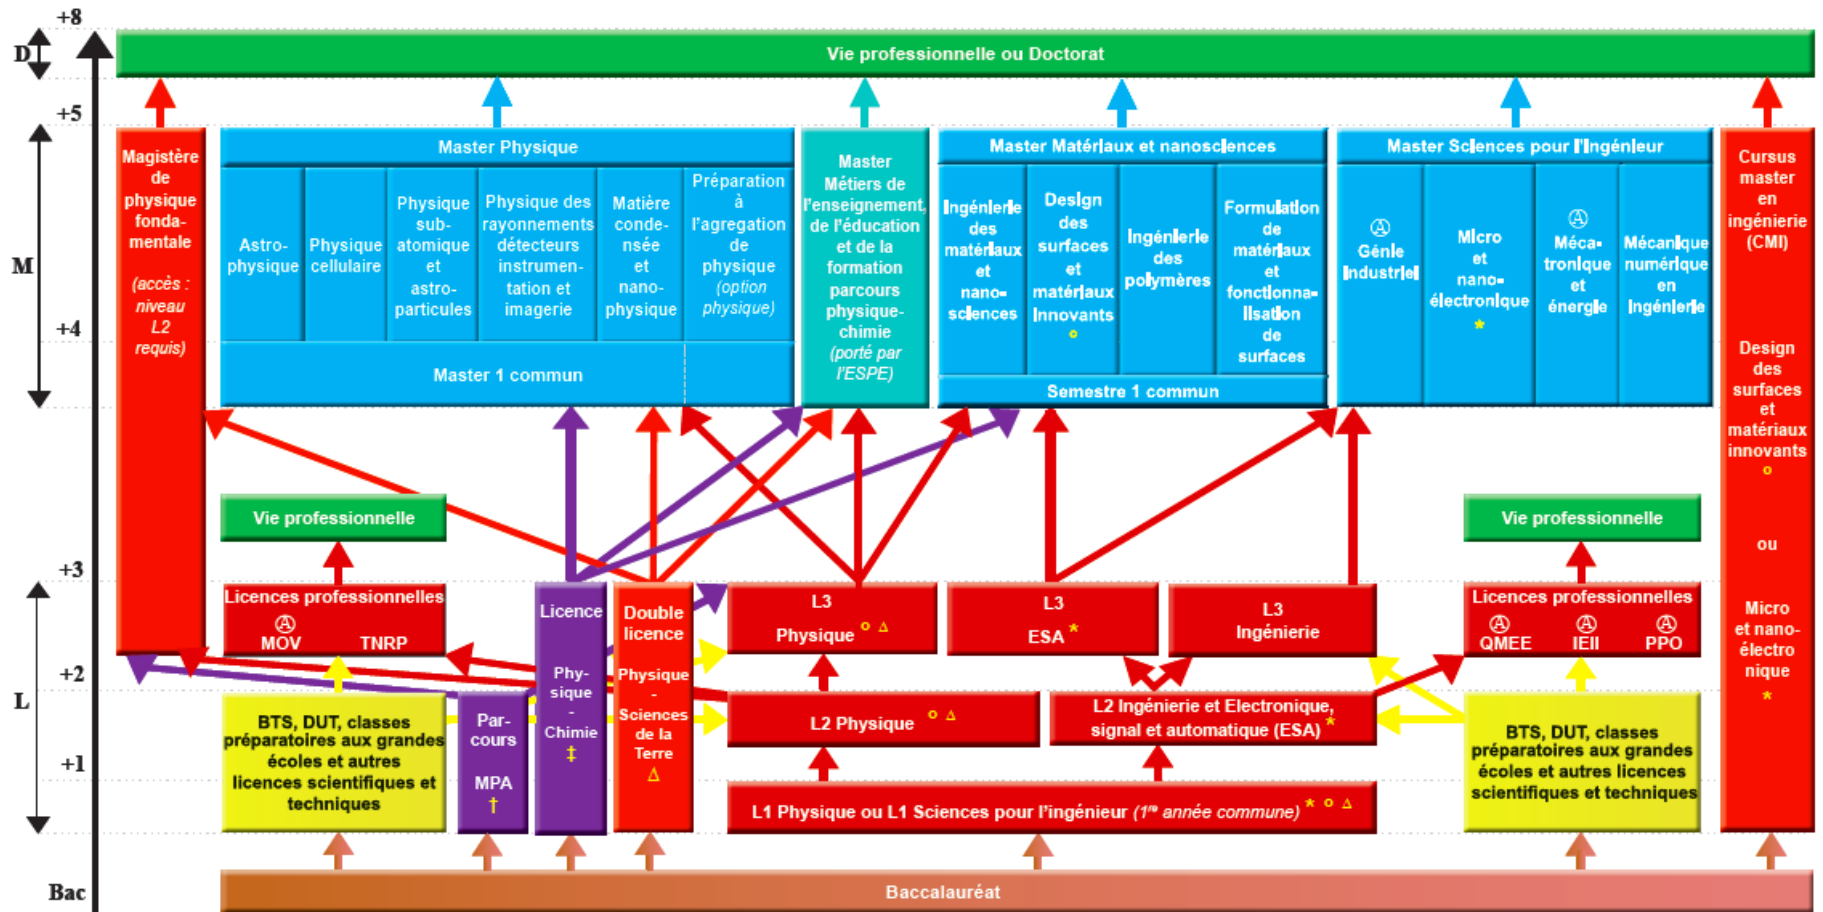 +8
D
Vie professionnelle ou Doctorat
+5
M
+4
Magistère
de
physique
fonda-
mentale
(accès :
niveau
L2
requis)
Master Physique
Astro-
physique
Physique
cellulaire
Physique
sub-
atomique
et
astro-
particules
Physique des
rayonnements
détecteurs
instrumen-
tation et
imagerie
Matière
conde-
nsée
et
nano-
physique
Préparation
à
l'agregation
de
physique
(option
physique)
Master 1 commun
Master
Métiers de
l'enseignement,
de l'éducation
et de la
formation
parcours
physique-
chimie
(porté par
l'ESPE)
Master Matériaux et nanosciences
Ingénierie
des
matériaux
et
nano-
sciences
Design
des
surfaces
et
matériaux
Innovants
°
Ingénierie
des
polymères
Formulation
de
matériaux
et
fonctionna-
lisation
de
surfaces
Semestre 1 commun
Master Sciences pour l'Ingénieur
Ⓐ
Génie
Industriel
Micro
et
nano-
électronique
*
Ⓐ
Méca-
tronique
et
énergie
Mécanique
numérique
en
Ingénierie
Cursus
master
en
ingénierie
(CMI)
Design
des
surfaces
et
matériaux
innovants
°
ou
Micro
et nano-
électro
nique
*
Vie professionnelle
Vie professionnelle
+3
L
+2
+1
Licences professionnelles
Ⓐ
MOV TNRP
Licence
Phy-
sique
-
Chimie
‡
Double
licence
Physique
-
Sciences
de la
Terre
Δ
L3
Physique ° Δ
L3
ESA *
L3
Ingénierie
Licences professionnelles
Ⓐ Ⓐ Ⓐ
QMEE IEII PPO
BTS, DUT, classes
préparatoires aux grandes
écoles et autres
licences scientifiques et
techniques
Par-
cours
MPA
†
L2 Physique ° Δ
L2 Ingénierie et Electronique,
signal et automatique (ESA) *
BTS, DUT, classes
préparatoires aux grandes
écoles et autres licences
scientifiques et techniques
L1 Physique ou L1 Sciences pour l'ingénieur (1re année commune) * ° Δ
Bac
Baccalauréat